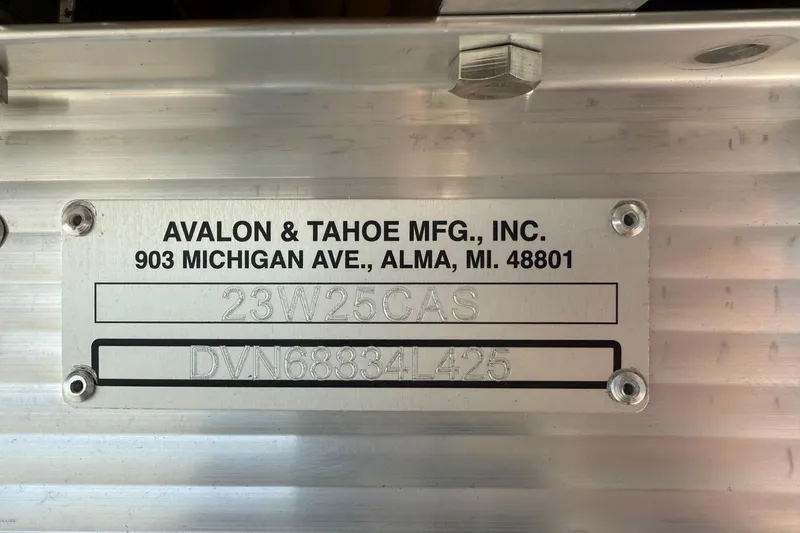 AVALON & TAHOE MFG., INC.
903 MICHIGAN AVE., ALMA, MI. 48801
23W25CAS
DVN68834L425